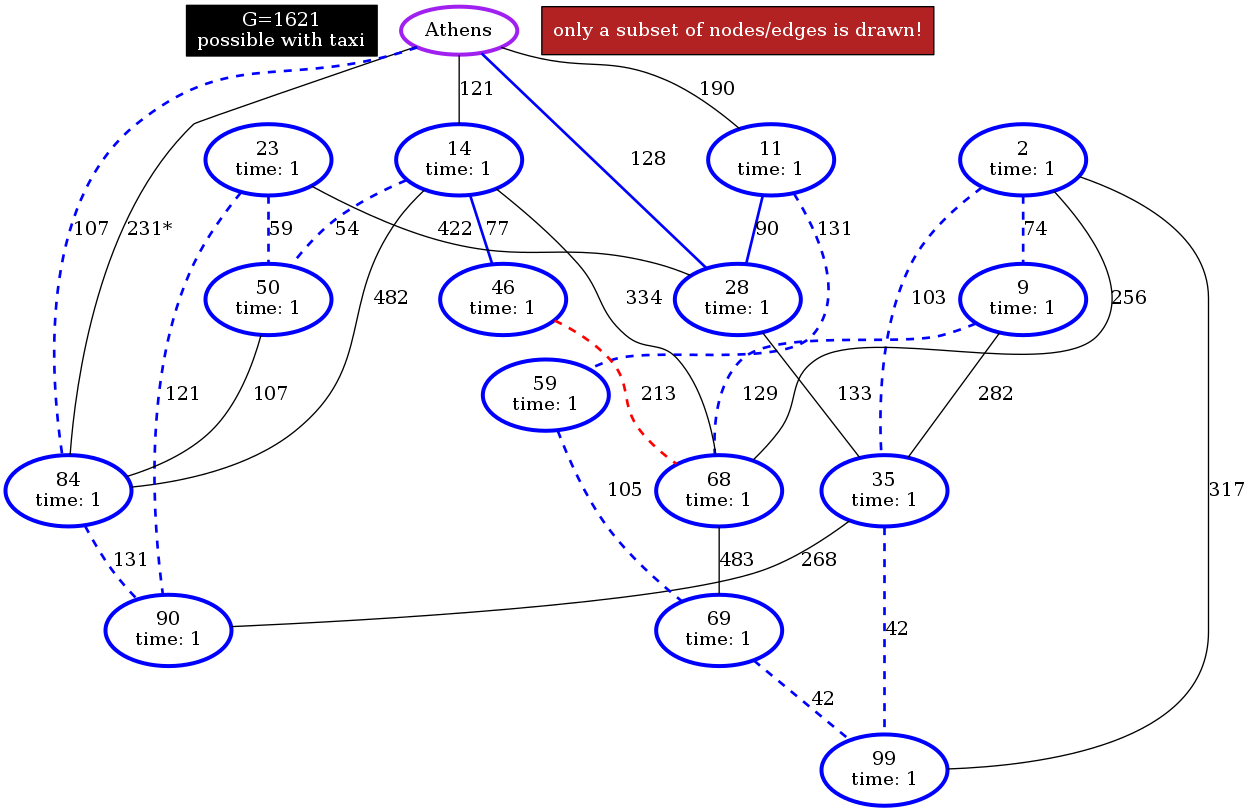 G=1621
possible with taxi
Athens
only a subset of nodes/edges is drawn!
121
190
23
time: 1
14
time: 1
11
time: 1
2
time: 1
128
107
231*
59
54
422
77
90
131
74
50
time: 1
46
time: 1
28
time: 1
9
time: 1
482
334
103
256
59
time: 1
121
107
213
129
133
282
84
time: 1
105
68
time: 1
35
time: 1
317
131
483
268
90
time: 1
69
time: 1
42
42
99
time: 1